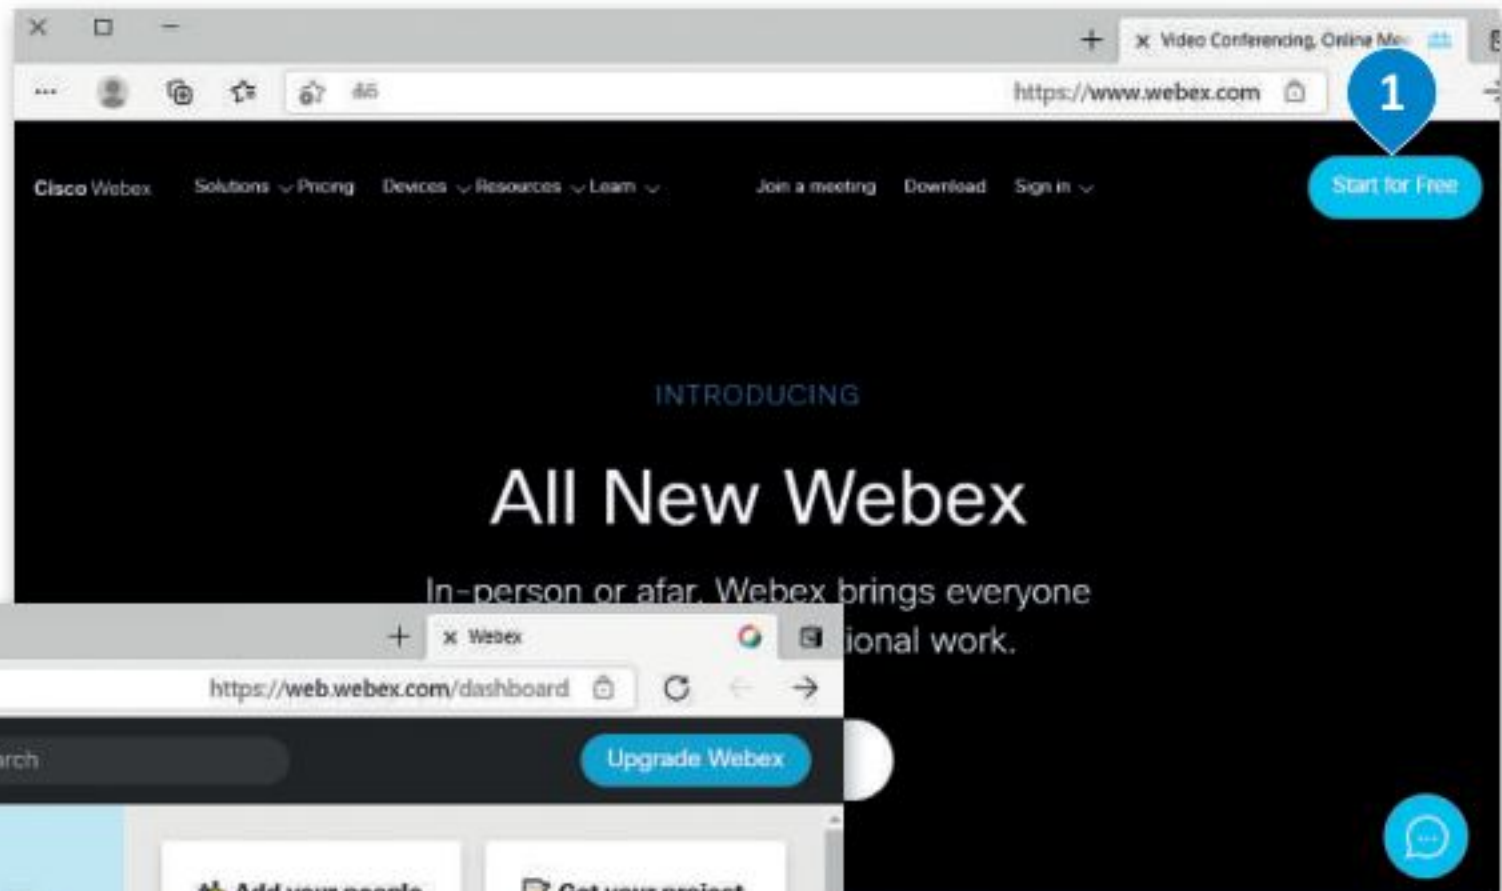 Video Conferencing, Online Me
https://www.webex.com
1
Cisco Webex Solutions Pricing Devices Resources Learn Join a meeting Download Sign in Start for Free
INTRODUCING
All New Webex
In-person or afar, Webex brings everyone
ional work.
Webex
https://web.webex.com/dashboard
arch Upgrade Webex
Add your people Get your project